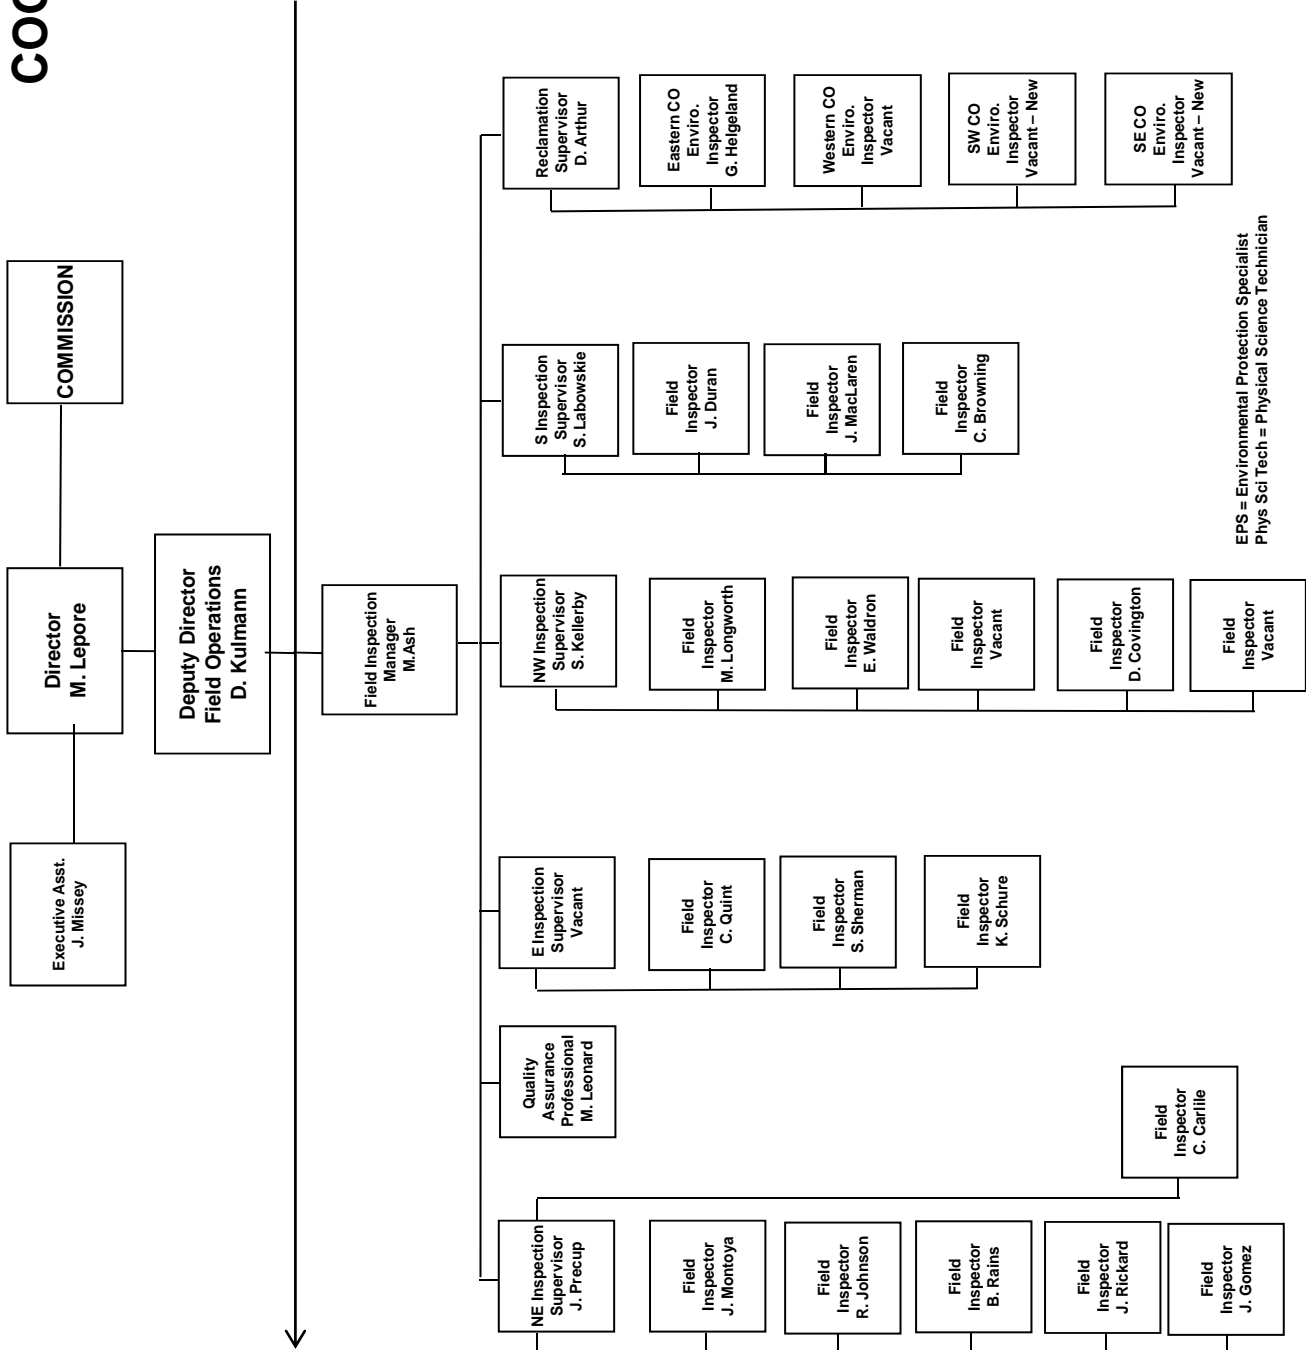 COMMISSION
Director
M. Lepore
Executive Asst.
J. Missey
Deputy Director
Field Operations
D. Kulmann
Field Inspection
Manager
M. Ash
NE Inspection
Supervisor
J. Precup
Field
Inspector
J. Montoya
Field
Inspector
R. Johnson
Field
Inspector
B. Rains
Field
Inspector
J. Rickard
Field
Inspector
J. Gomez
Field
Inspector
C. Carlile
Quality
Assurance
Professional
M. Leonard
E Inspection
Supervisor
Vacant
Field
Inspector
C. Quint
Field
Inspector
S. Sherman
Field
Inspector
K. Schure
NW Inspection
Supervisor
S. Kellerby
Field
Inspector
M. Longworth
Field
Inspector
E. Waldron
Field
Inspector
Vacant
Field
Inspector
D. Covington
Field
Inspector
Vacant
S Inspection
Supervisor
S. Labowskie
Field
Inspector
J. Duran
Field
Inspector
J. MacLaren
Field
Inspector
C. Browning
Reclamation
Supervisor
D. Arthur
Eastern CO
Enviro.
Inspector
G. Helgeland
Western CO
Enviro.
Inspector
Vacant
SW CO
Enviro.
Inspector
Vacant – New
SE CO
Enviro.
Inspector
Vacant – New
EPS = Environmental Protection Specialist
Phys Sci Tech = Physical Science Technician